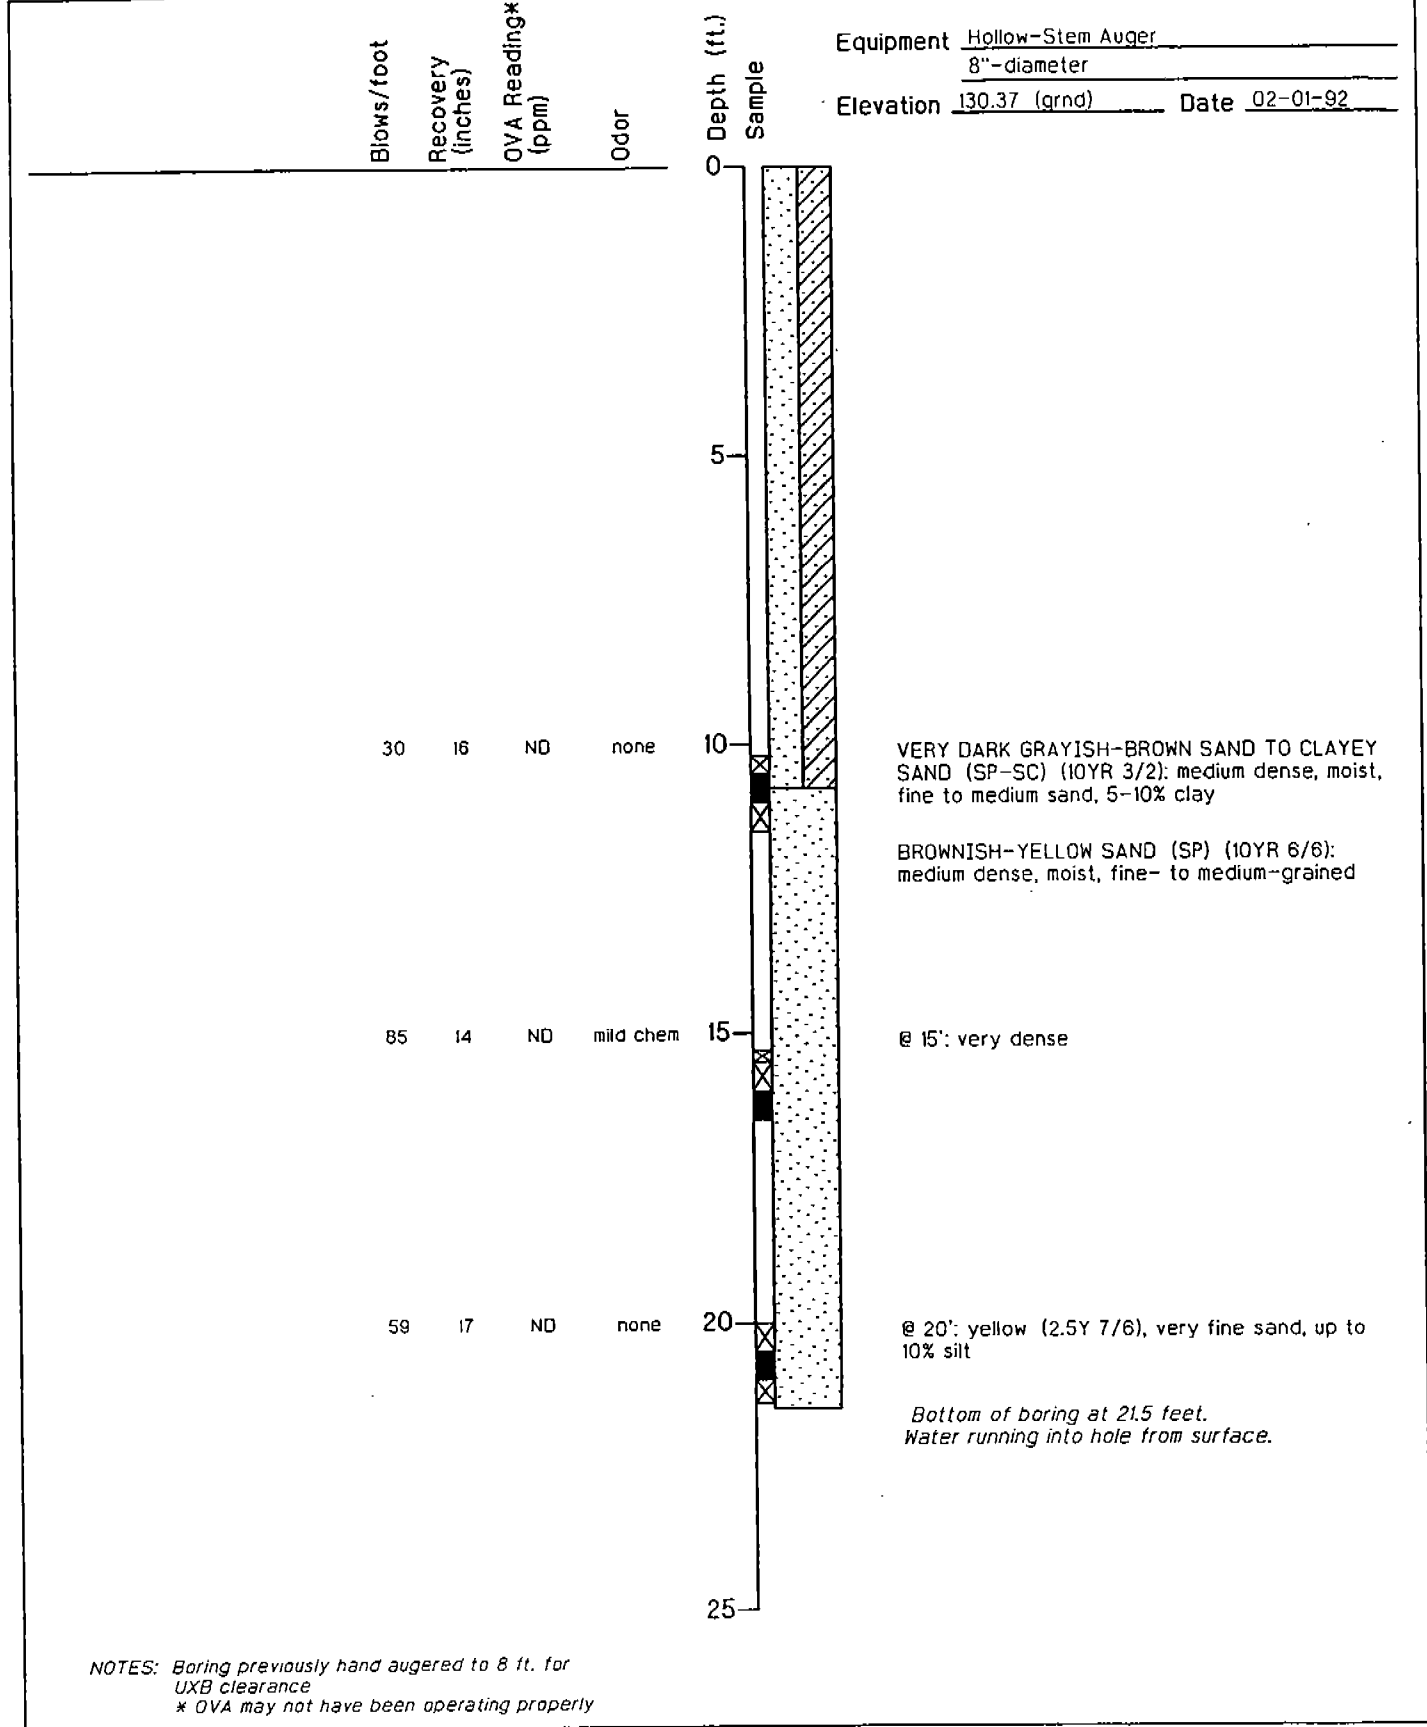 Blows/foot
Recovery
(inches)
OVA Reading*
(ppm)
Odor
Depth (ft.)
Sample
Equipment Hollow-Stem Auger
8"-diameter
Elevation 130.37 (grnd) Date 02-01-92
0
5
30 16 ND none 10
VERY DARK GRAYISH-BROWN SAND TO CLAYEY
SAND (SP-SC) (10YR 3/2): medium dense, moist,
fine to medium sand, 5-10% clay
BROWNISH-YELLOW SAND (SP) (10YR 6/6):
medium dense, moist, fine- to medium-grained
85 14 ND mild chem 15 @ 15': very dense
59 17 ND none 20 @ 20': yellow (2.5Y 7/6), very fine sand, up to
10% silt
Bottom of boring at 21.5 feet.
Water running into hole from surface.
25
NOTES: Boring previously hand augered to 8 ft. for
UXB clearance
* OVA may not have been operating properly